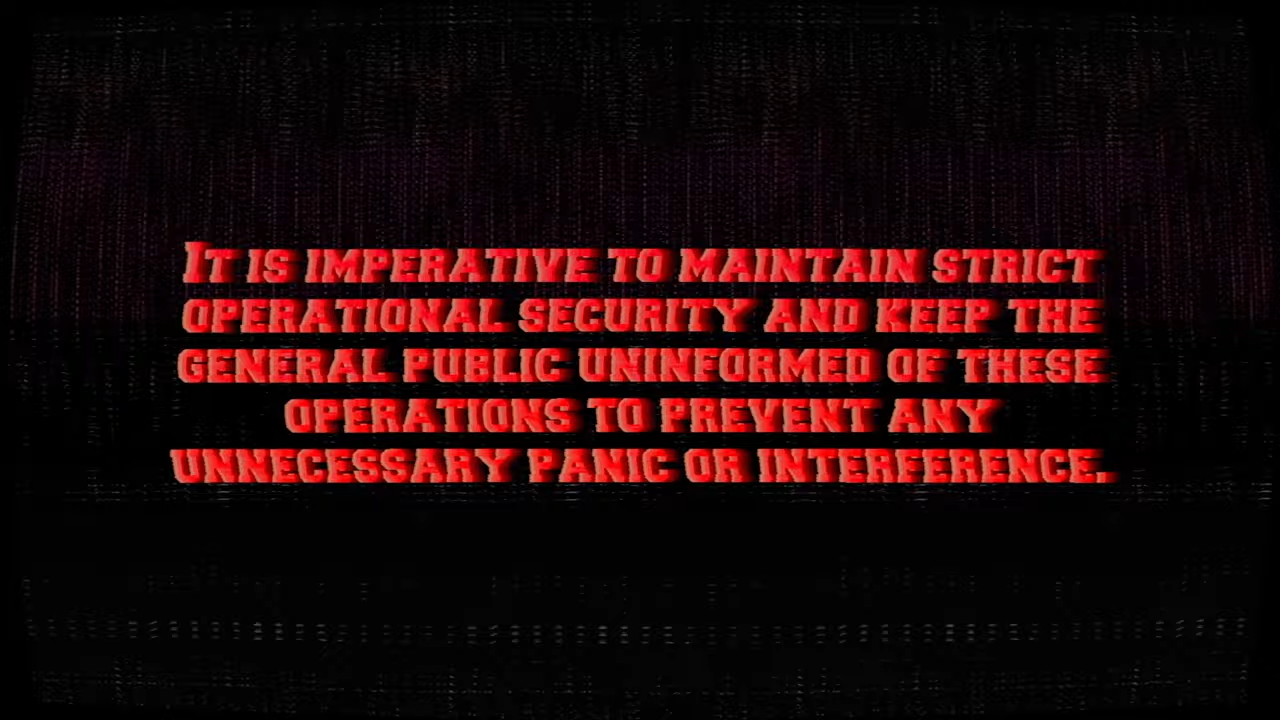 It is imperative to maintain strict
operational security and keep the
general public uninformed of these
operations to prevent any
unnecessary panic or interference.